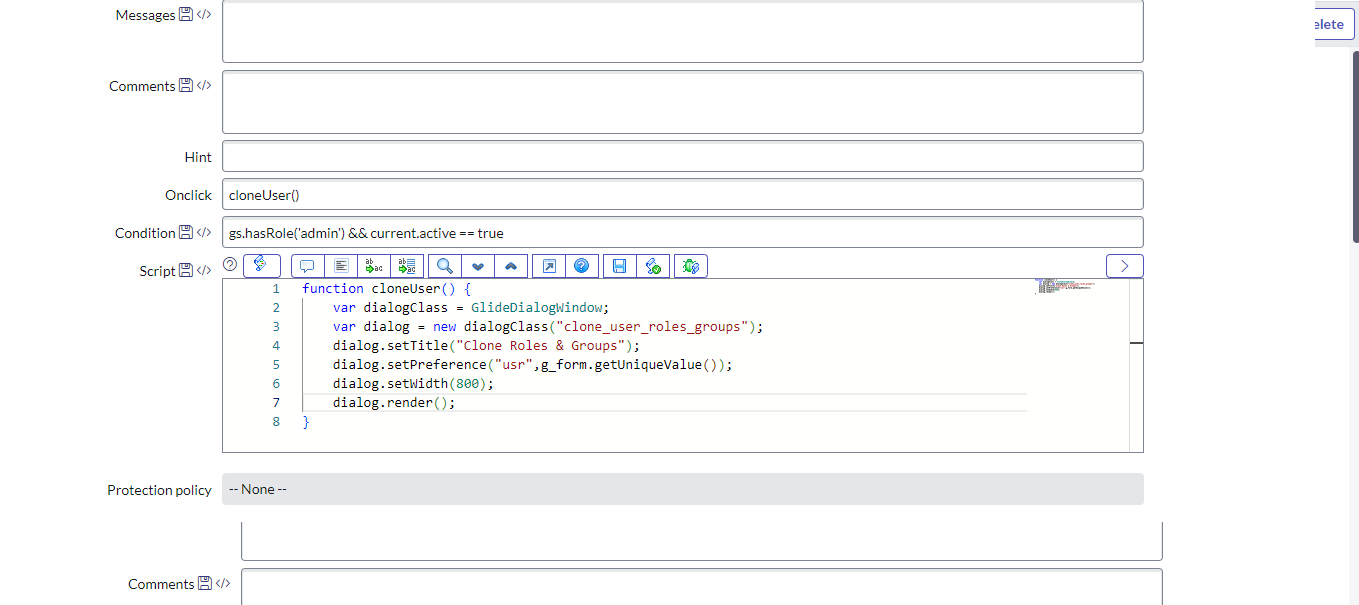 Messages </>
elete
Comments </>
Hint
Onclick cloneUser()
Condition </> gs.hasRole('admin') && current.active == true
Script </>
1 function cloneUser() {
2 var dialogClass = GlideDialogWindow;
3 var dialog = new dialogClass("clone_user_roles_groups");
4 dialog.setTitle("Clone Roles & Groups");
5 dialog.setPreference("usr",g_form.getUniqueValue());
6 dialog.setWidth(800);
7 dialog.render();
8 }
Protection policy -- None --
Comments </>